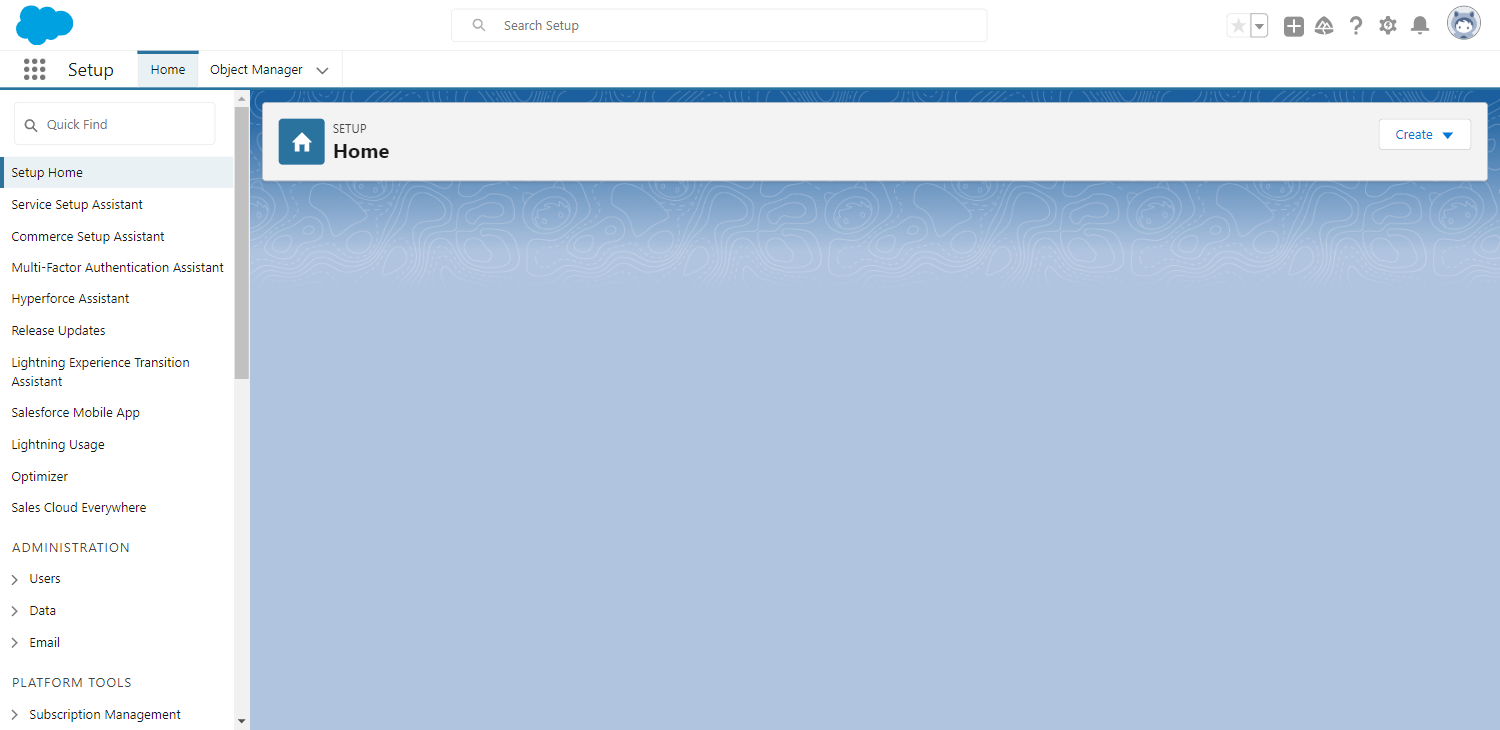 Search Setup
Setup
Home
Object Manager
Quick Find
Setup Home
Service Setup Assistant
Commerce Setup Assistant
Multi-Factor Authentication Assistant
Hyperforce Assistant
Release Updates
Lightning Experience Transition
Assistant
Salesforce Mobile App
Lightning Usage
Optimizer
Sales Cloud Everywhere
ADMINISTRATION
Users
Data
Email
PLATFORM TOOLS
Subscription Management
SETUP
Home
Create